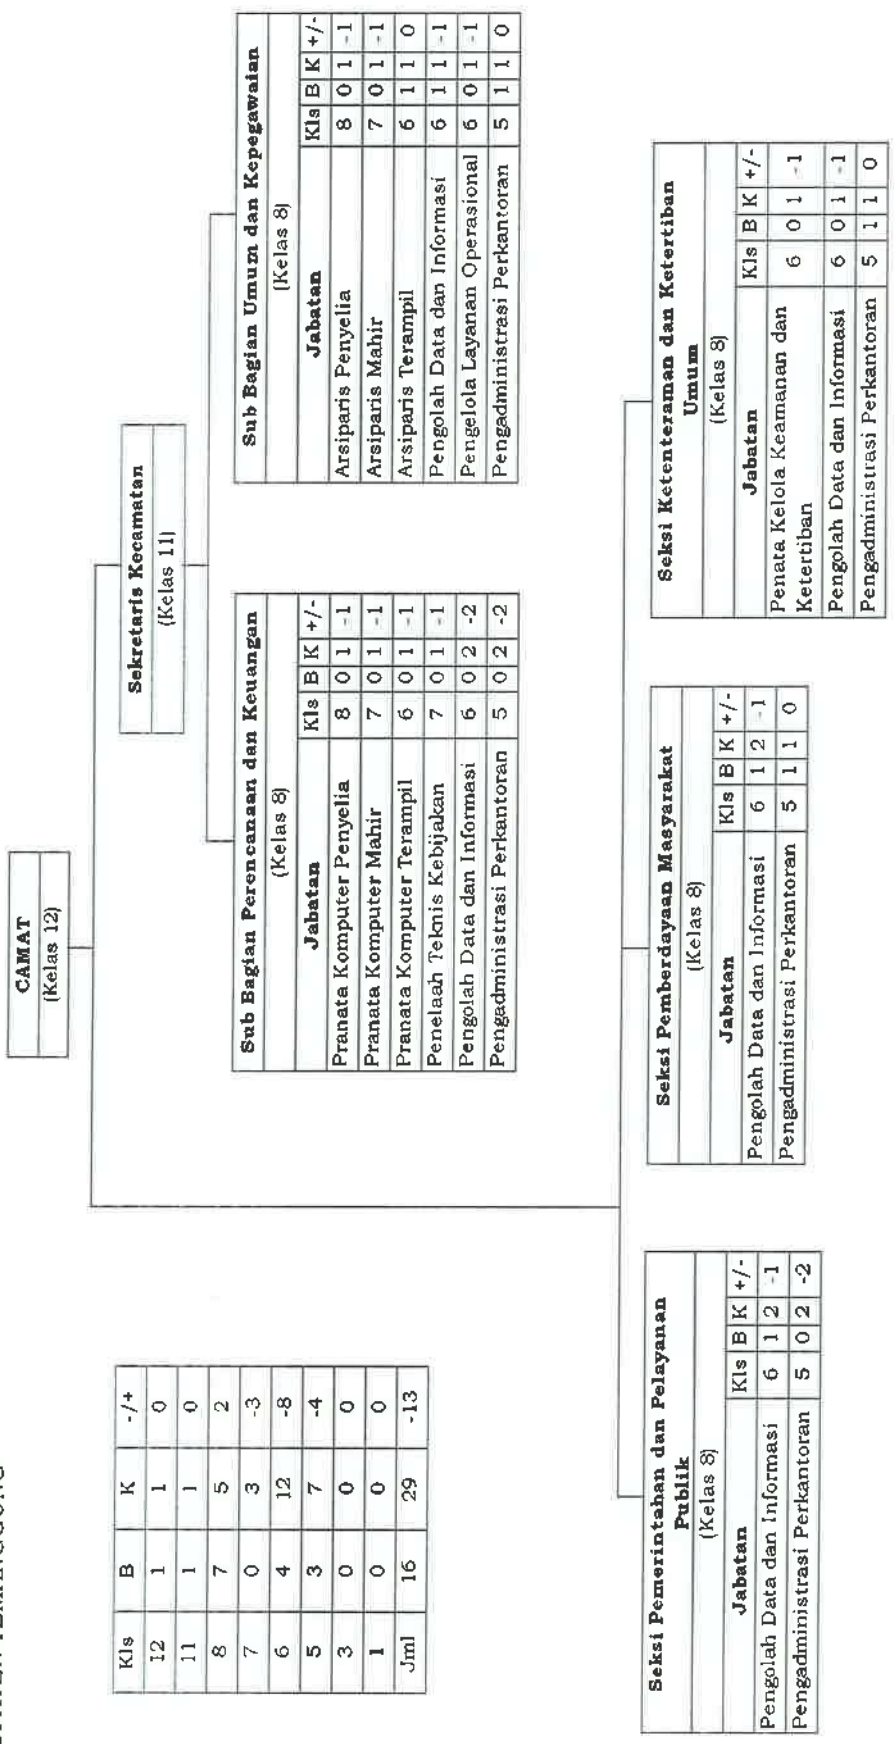 CAMAT
(Kelas 12)
Kls B K -/+
12 1 1 0
11 1 1 0
8 7 5 2
7 0 3 -3
6 4 12 -8
5 3 7 -4
3 0 0 0
1 0 0 0
Jml 16 29 -13
Sekretaris Kecamatan
(Kelas 11)
Sub Bagian Perencanaan dan Keuangan
(Kelas 8)
Jabatan Kls B K +/-
Pranata Komputer Penyelia 8 0 1 -1
Pranata Komputer Mahir 7 0 1 -1
Pranata Komputer Terampil 6 0 1 -1
Penelaah Teknis Kebijakan 7 0 1 -1
Pengolah Data dan Informasi 6 0 2 -2
Pengadministrasi Perkantoran 5 0 2 -2
Sub Bagian Umum dan Kepegawaian
(Kelas 8)
Jabatan Kls B K +/-
Arsiparis Penyelia 8 0 1 -1
Arsiparis Mahir 7 0 1 -1
Arsiparis Terampil 6 1 1 0
Pengolah Data dan Informasi 6 1 1 -1
Pengelola Layanan Operasional 6 0 1 -1
Pengadministrasi Perkantoran 5 1 1 0
Seksi Pemerintahan dan Pelayanan
Publik
(Kelas 8)
Jabatan Kls B K +/-
Pengolah Data dan Informasi 6 1 2 -1
Pengadministrasi Perkantoran 5 0 2 -2
Seksi Pemberdayaan Masyarakat
(Kelas 8)
Jabatan Kls B K +/-
Pengolah Data dan Informasi 6 1 2 -1
Pengadministrasi Perkantoran 5 1 1 0
Seksi Ketenteraman dan Ketertiban
Umum
(Kelas 8)
Jabatan Kls B K +/-
Penata Kelola Keamanan dan
Ketertiban 6 0 1 -1
Pengolah Data dan Informasi 6 0 1 -1
Pengadministrasi Perkantoran 5 1 1 0